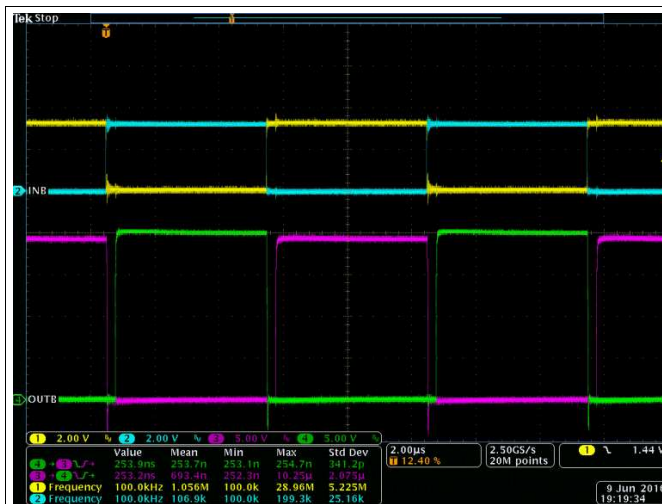 Tek Stop
T
T
2 INB
4 OUTB
1 2.00 V 2 2.00 V 3 5.00 V 4 5.00 V
2.00µs
T 12.40 %
2.50GS/s
20M points
1 1.44 V
Value Mean Min Max Std Dev
4 → 3 253.9ns 253.7n 253.1n 254.7n 341.2p
3 → 4 253.2ns 693.4n 252.3n 10.25µ 2.075µ
1 Frequency 100.0kHz 1.056M 100.0k 28.96M 5.225M
2 Frequency 100.0kHz 106.9k 100.0k 199.3k 25.16k
9 Jun
19:19:34